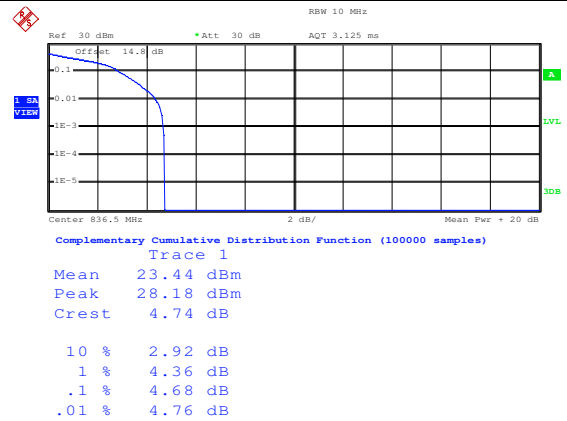 RBW 10 MHz
Ref 30 dBm *Att 30 dB AQT 3.125 ms
Offset 14.8 dB
0.1
A
0.01
1 SA
VIEW
1E-3
LVL
1E-4
1E-5
3DB
Center 836.5 MHz 2 dB/ Mean Pwr + 20 dB
Complementary Cumulative Distribution Function (100000 samples)
Trace 1
Mean 23.44 dBm
Peak 28.18 dBm
Crest 4.74 dB
10 % 2.92 dB
1 % 4.36 dB
.1 % 4.68 dB
.01 % 4.76 dB